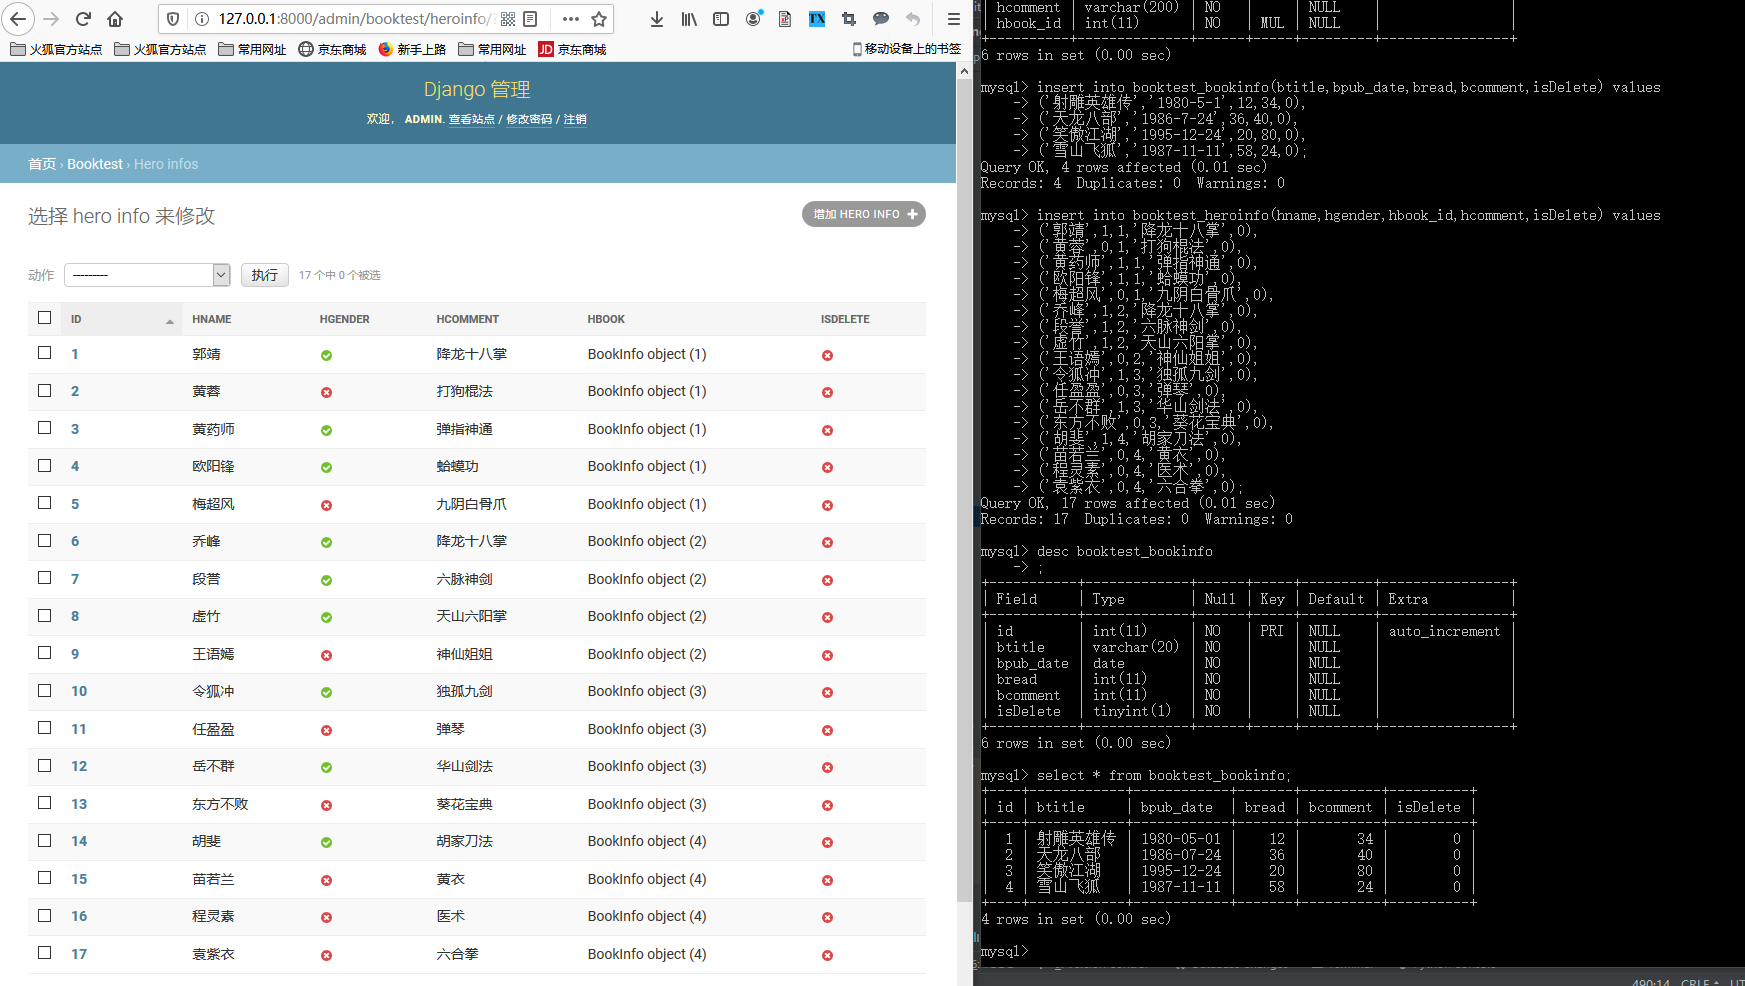 127.0.0.1:8000/admin/booktest/heroinfo/
火狐官方站点 火狐官方站点 常用网址 京东商城 新手上路 常用网址 JD 京东商城 移动设备上的书签
Django 管理
欢迎， ADMIN. 查看站点 / 修改密码 / 注销
首页 › Booktest › Hero infos
选择 hero info 来修改
增加 HERO INFO +
动作 --------- 执行 17 个中 0 个被选
ID HNAME HGENDER HCOMMENT HBOOK ISDELETE
1 郭靖 降龙十八掌 BookInfo object (1)
2 黄蓉 打狗棍法 BookInfo object (1)
3 黄药师 弹指神通 BookInfo object (1)
4 欧阳锋 蛤蟆功 BookInfo object (1)
5 梅超风 九阴白骨爪 BookInfo object (1)
6 乔峰 降龙十八掌 BookInfo object (2)
7 段誉 六脉神剑 BookInfo object (2)
8 虚竹 天山六阳掌 BookInfo object (2)
9 王语嫣 神仙姐姐 BookInfo object (2)
10 令狐冲 独孤九剑 BookInfo object (3)
11 任盈盈 弹琴 BookInfo object (3)
12 岳不群 华山剑法 BookInfo object (3)
13 东方不败 葵花宝典 BookInfo object (3)
14 胡斐 胡家刀法 BookInfo object (4)
15 苗若兰 黄衣 BookInfo object (4)
16 程灵素 医术 BookInfo object (4)
17 袁紫衣 六合拳 BookInfo object (4)
| hcomment | varchar(200) | NO | | NULL | |
| hbook_id | int(11) | NO | MUL | NULL | |
6 rows in set (0.00 sec)
mysql> insert into booktest_bookinfo(btitle,bpub_date,bread,bcomment,isDelete) values
-> ('射雕英雄传','1980-5-1',12,34,0),
-> ('天龙八部','1986-7-24',36,40,0),
-> ('笑傲江湖','1995-12-24',20,80,0),
-> ('雪山飞狐','1987-11-11',58,24,0);
Query OK, 4 rows affected (0.01 sec)
Records: 4 Duplicates: 0 Warnings: 0
mysql> insert into booktest_heroinfo(hname,hgender,hbook_id,hcomment,isDelete) values
-> ('郭靖',1,1,'降龙十八掌',0),
-> ('黄蓉',0,1,'打狗棍法',0),
-> ('黄药师',1,1,'弹指神通',0),
-> ('欧阳锋',1,1,'蛤蟆功',0),
-> ('梅超风',0,1,'九阴白骨爪',0),
-> ('乔峰',1,2,'降龙十八掌',0),
-> ('段誉',1,2,'六脉神剑',0),
-> ('虚竹',1,2,'天山六阳掌',0),
-> ('王语嫣',0,2,'神仙姐姐',0),
-> ('令狐冲',1,3,'独孤九剑',0),
-> ('任盈盈',0,3,'弹琴',0),
-> ('岳不群',1,3,'华山剑法',0),
-> ('东方不败',0,3,'葵花宝典',0),
-> ('胡斐',1,4,'胡家刀法',0),
-> ('苗若兰',0,4,'黄衣',0),
-> ('程灵素',0,4,'医术',0),
-> ('袁紫衣',0,4,'六合拳',0);
Query OK, 17 rows affected (0.01 sec)
Records: 17 Duplicates: 0 Warnings: 0
mysql> desc booktest_bookinfo
-> ;
| Field | Type | Null | Key | Default | Extra |
| id | int(11) | NO | PRI | NULL | auto_increment |
| btitle | varchar(20) | NO | | NULL | |
| bpub_date | date | NO | | NULL | |
| bread | int(11) | NO | | NULL | |
| bcomment | int(11) | NO | | NULL | |
| isDelete | tinyint(1) | NO | | NULL | |
6 rows in set (0.00 sec)
mysql> select * from booktest_bookinfo;
| id | btitle | bpub_date | bread | bcomment | isDelete |
| 1 | 射雕英雄传 | 1980-05-01 | 12 | 34 | 0 |
| 2 | 天龙八部 | 1986-07-24 | 36 | 40 | 0 |
| 3 | 笑傲江湖 | 1995-12-24 | 20 | 80 | 0 |
| 4 | 雪山飞狐 | 1987-11-11 | 58 | 24 | 0 |
4 rows in set (0.00 sec)
mysql>